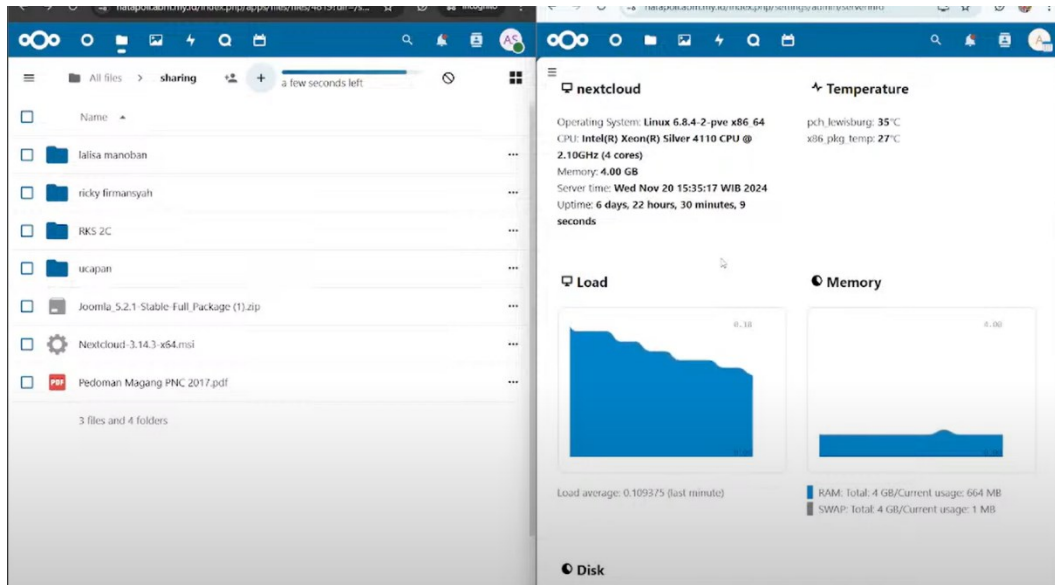 Incognito
AS
All files > sharing
+
a few seconds left
Name
lalisa manoban
ricky firmansyah
RKS 2C
ucapan
Joomla_5.2.1-Stable-Full_Package (1).zip
Nextcloud-3.14.3-x64.msi
PDF
Pedoman Magang PNC 2017.pdf
3 files and 4 folders
A
nextcloud
Operating System: Linux 6.8.4-2-pve x86_64
CPU: Intel(R) Xeon(R) Silver 4110 CPU @
2.10GHz (4 cores)
Memory: 4.00 GB
Server time: Wed Nov 20 15:35:17 WIB 2024
Uptime: 6 days, 22 hours, 30 minutes, 9
seconds
Temperature
pch_lewisburg: 35°C
x86_pkg_temp: 27°C
Load
0.18
Load average: 0.109375 (last minute)
Memory
4.00
RAM: Total: 4 GB/Current usage: 664 MB
SWAP: Total: 4 GB/Current usage: 1 MB
Disk